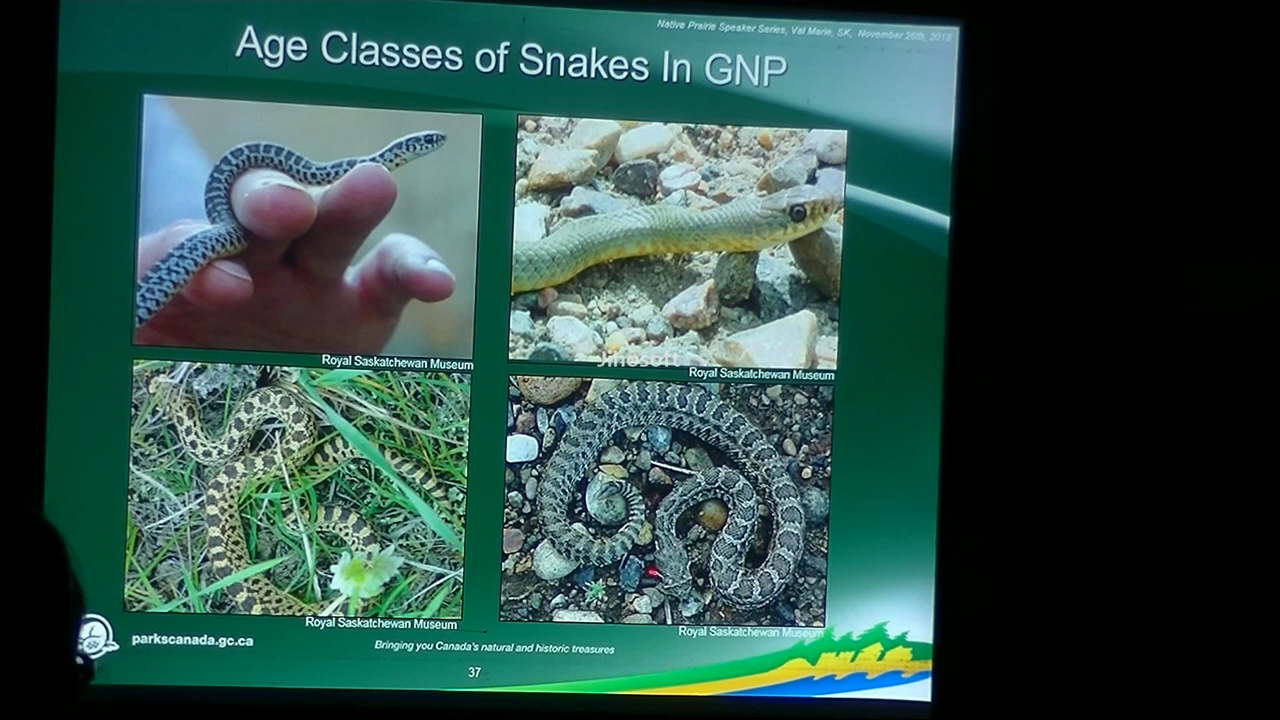 Native Prairie Speaker Series, Val Marie, SK, November 26th, 2015
Age Classes of Snakes In GNP
Royal Saskatchewan Museum
Jihosoft
Royal Saskatchewan Museum
Royal Saskatchewan Museum
Royal Saskatchewan Museum
parkscanada.gc.ca
Bringing you Canada's natural and historic treasures
37